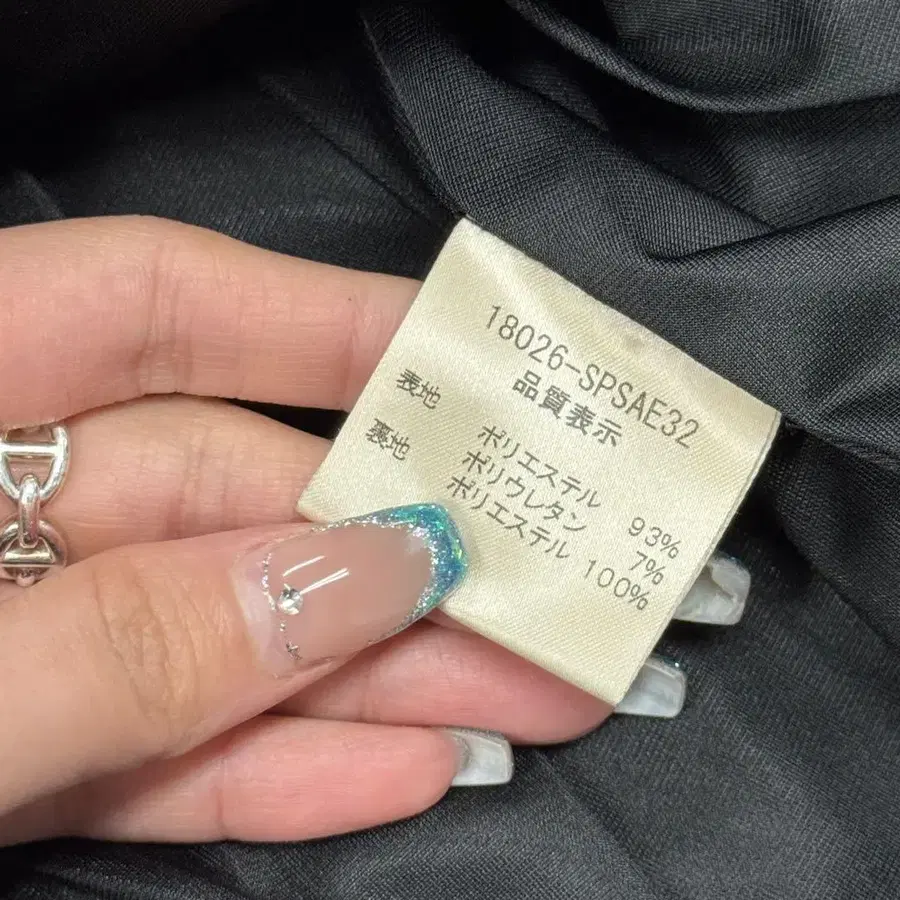 18026-SPSAE32
品質表示
表地 ポリエステル 93%
ポリウレタン 7%
裏地 ポリエステル 100%